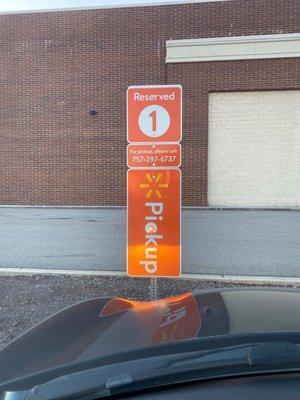 Reserved
1
For pickup, please call:
757-297-6737
Pickup